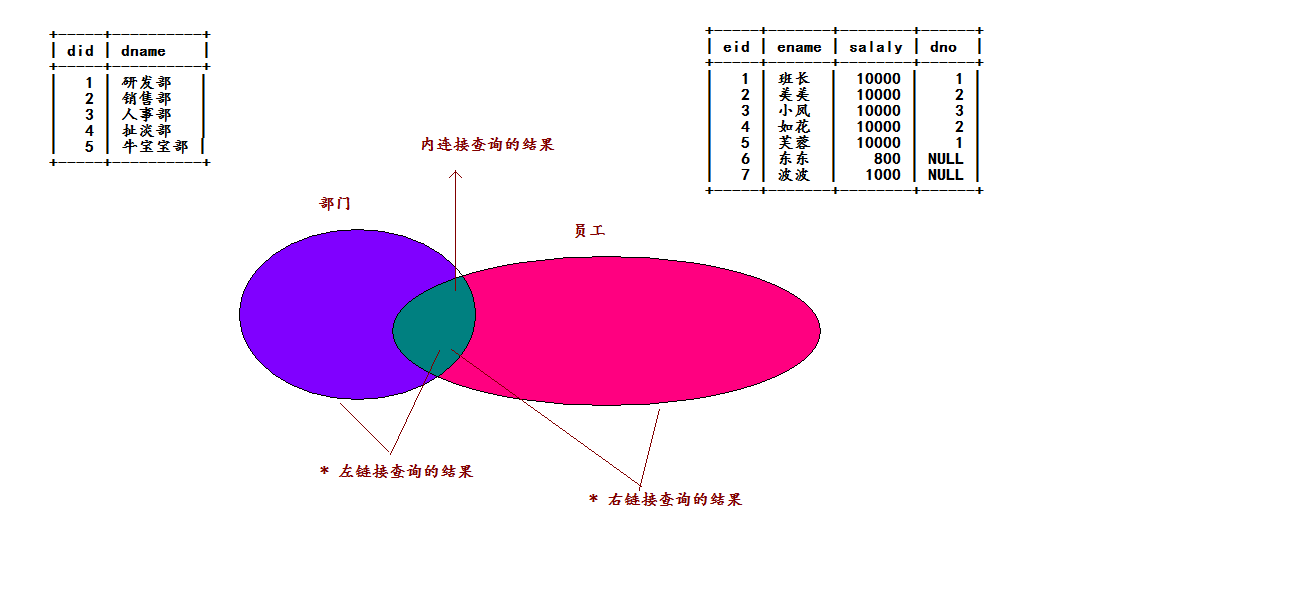 +-----+----------+
| did | dname    |
+-----+----------+
|   1 | 研发部   |
|   2 | 销售部   |
|   3 | 人事部   |
|   4 | 扯淡部   |
|   5 | 牛宝宝部 |
+-----+----------+
+-----+-------+--------+------+
| eid | ename | salaly | dno  |
+-----+-------+--------+------+
|   1 | 班长  |  10000 |    1 |
|   2 | 美美  |  10000 |    2 |
|   3 | 小凤  |  10000 |    3 |
|   4 | 如花  |  10000 |    2 |
|   5 | 芙蓉  |  10000 |    1 |
|   6 | 东东  |    800 | NULL |
|   7 | 波波  |   1000 | NULL |
+-----+-------+--------+------+
内连接查询的结果
部门
员工
* 左链接查询的结果
* 右链接查询的结果